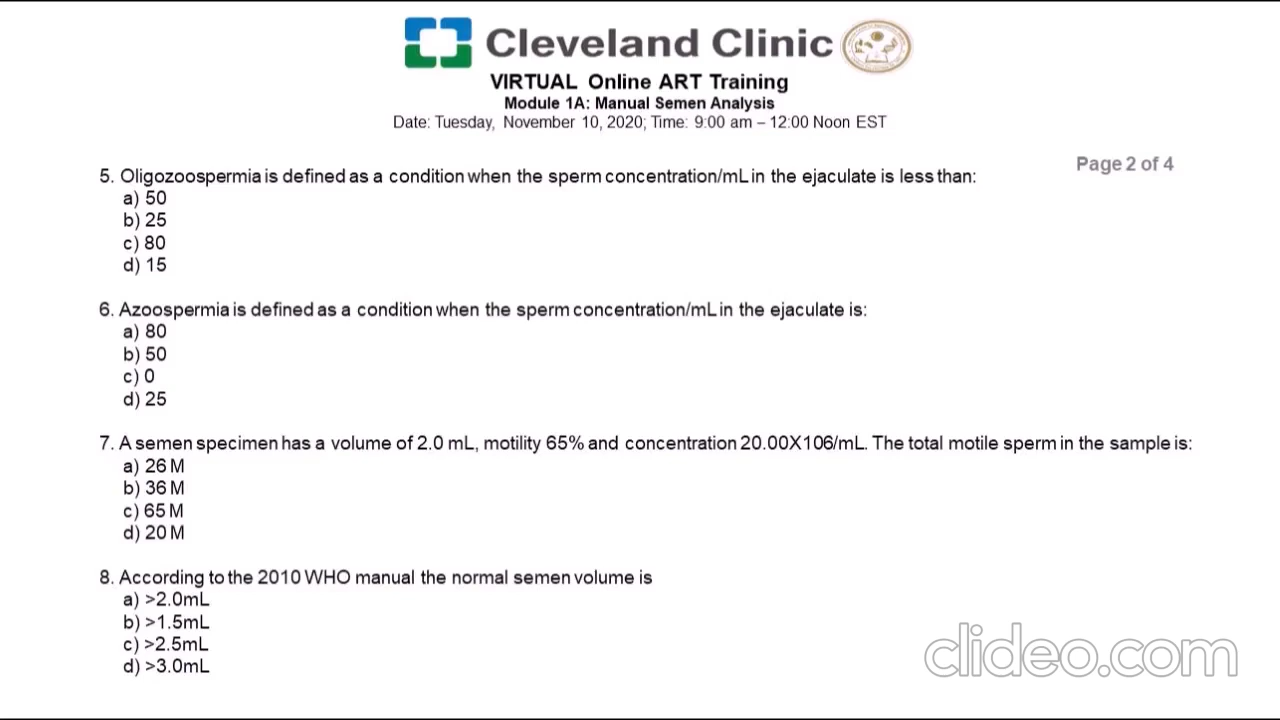 Cleveland Clinic
VIRTUAL Online ART Training
Module 1A: Manual Semen Analysis
Date: Tuesday, November 10, 2020; Time: 9:00 am – 12:00 Noon EST
Page 2 of 4
5. Oligozoospermia is defined as a condition when the sperm concentration/mL in the ejaculate is less than:
a) 50
b) 25
c) 80
d) 15
6. Azoospermia is defined as a condition when the sperm concentration/mL in the ejaculate is:
a) 80
b) 50
c) 0
d) 25
7. A semen specimen has a volume of 2.0 mL, motility 65% and concentration 20.00X106/mL. The total motile sperm in the sample is:
a) 26 M
b) 36 M
c) 65 M
d) 20 M
8. According to the 2010 WHO manual the normal semen volume is
a) >2.0mL
b) >1.5mL
c) >2.5mL
d) >3.0mL
clideo.com